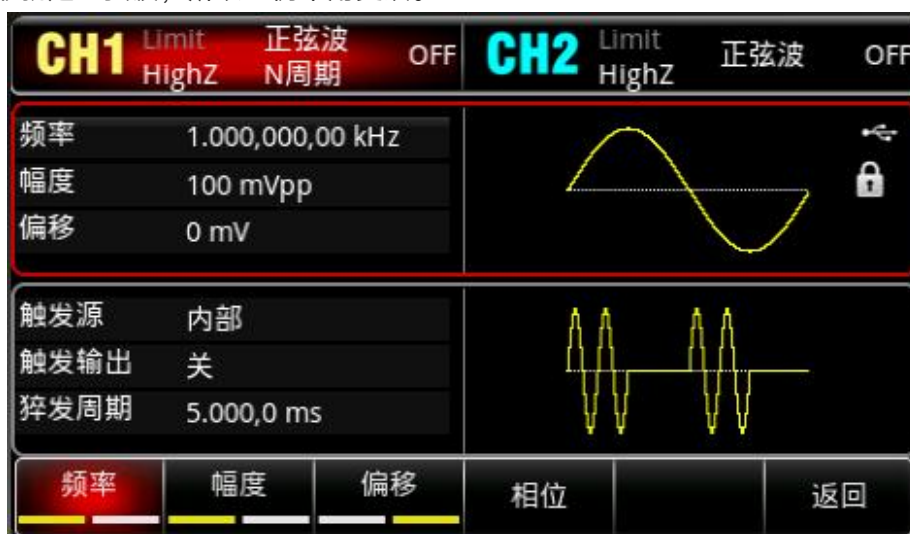 CH1 Limit 正弦波 OFF CH2 Limit 正弦波 OFF
HighZ N周期 HighZ
频率 1.000,000,00 kHz
幅度 100 mVpp
偏移 0 mV
触发源 内部
触发输出 关
猝发周期 5.000,0 ms
频率 幅度 偏移 相位 返回